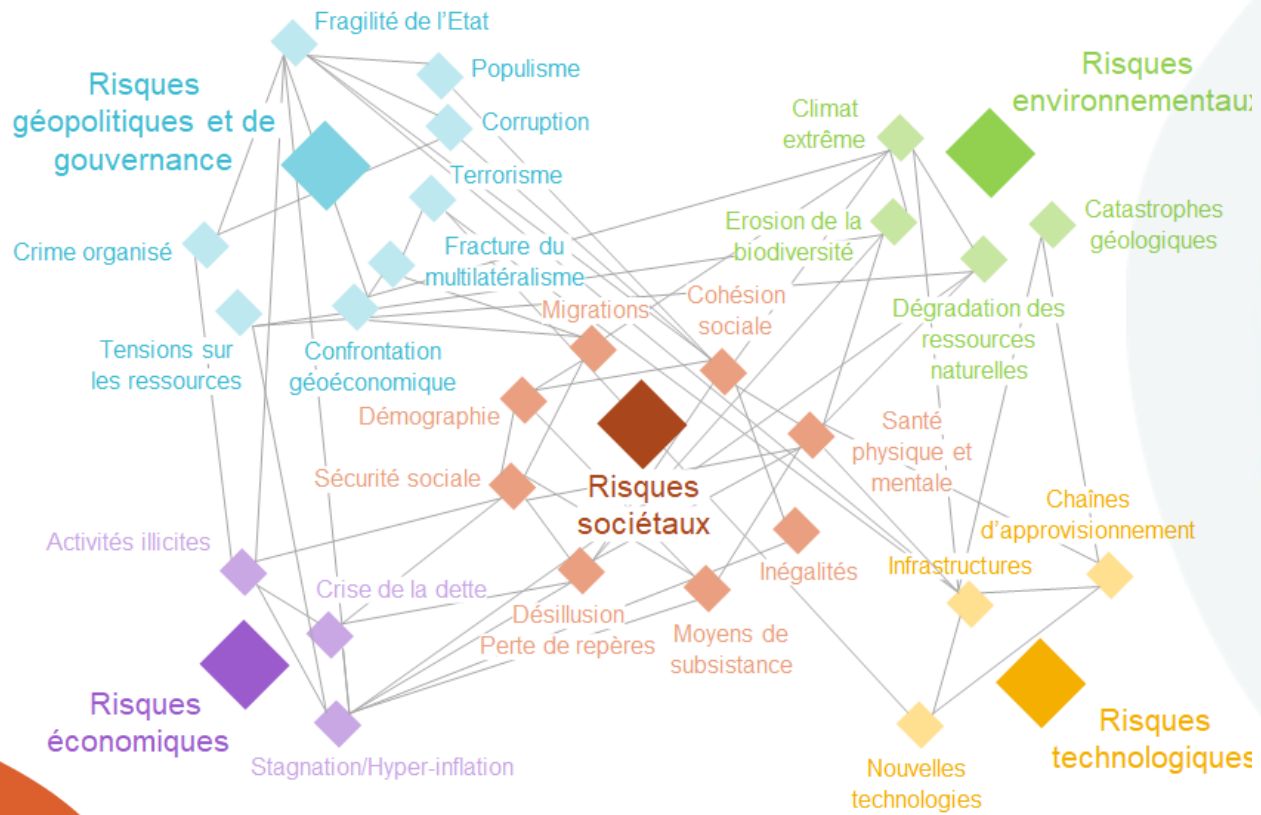 Fragilité de l'Etat
Risques
géopolitiques et de
gouvernance
Populisme
Corruption
Terrorisme
Crime organisé
Fracture du
multilatéralisme
Tensions sur
les ressources
Confrontation
géoéconomique
Risques
environnementau
Climat
extrême
Erosion de la
biodiversité
Catastrophes
géologiques
Dégradation des
ressources
naturelles
Migrations
Cohésion
sociale
Démographie
Sécurité sociale
Risques
sociétaux
Santé
physique et
mentale
Inégalités
Désillusion
Perte de repères
Moyens de
subsistance
Activités illicites
Crise de la dette
Risques
économiques
Stagnation/Hyper-inflation
Chaînes
d'approvisionnement
Infrastructures
Risques
technologiques
Nouvelles
technologies